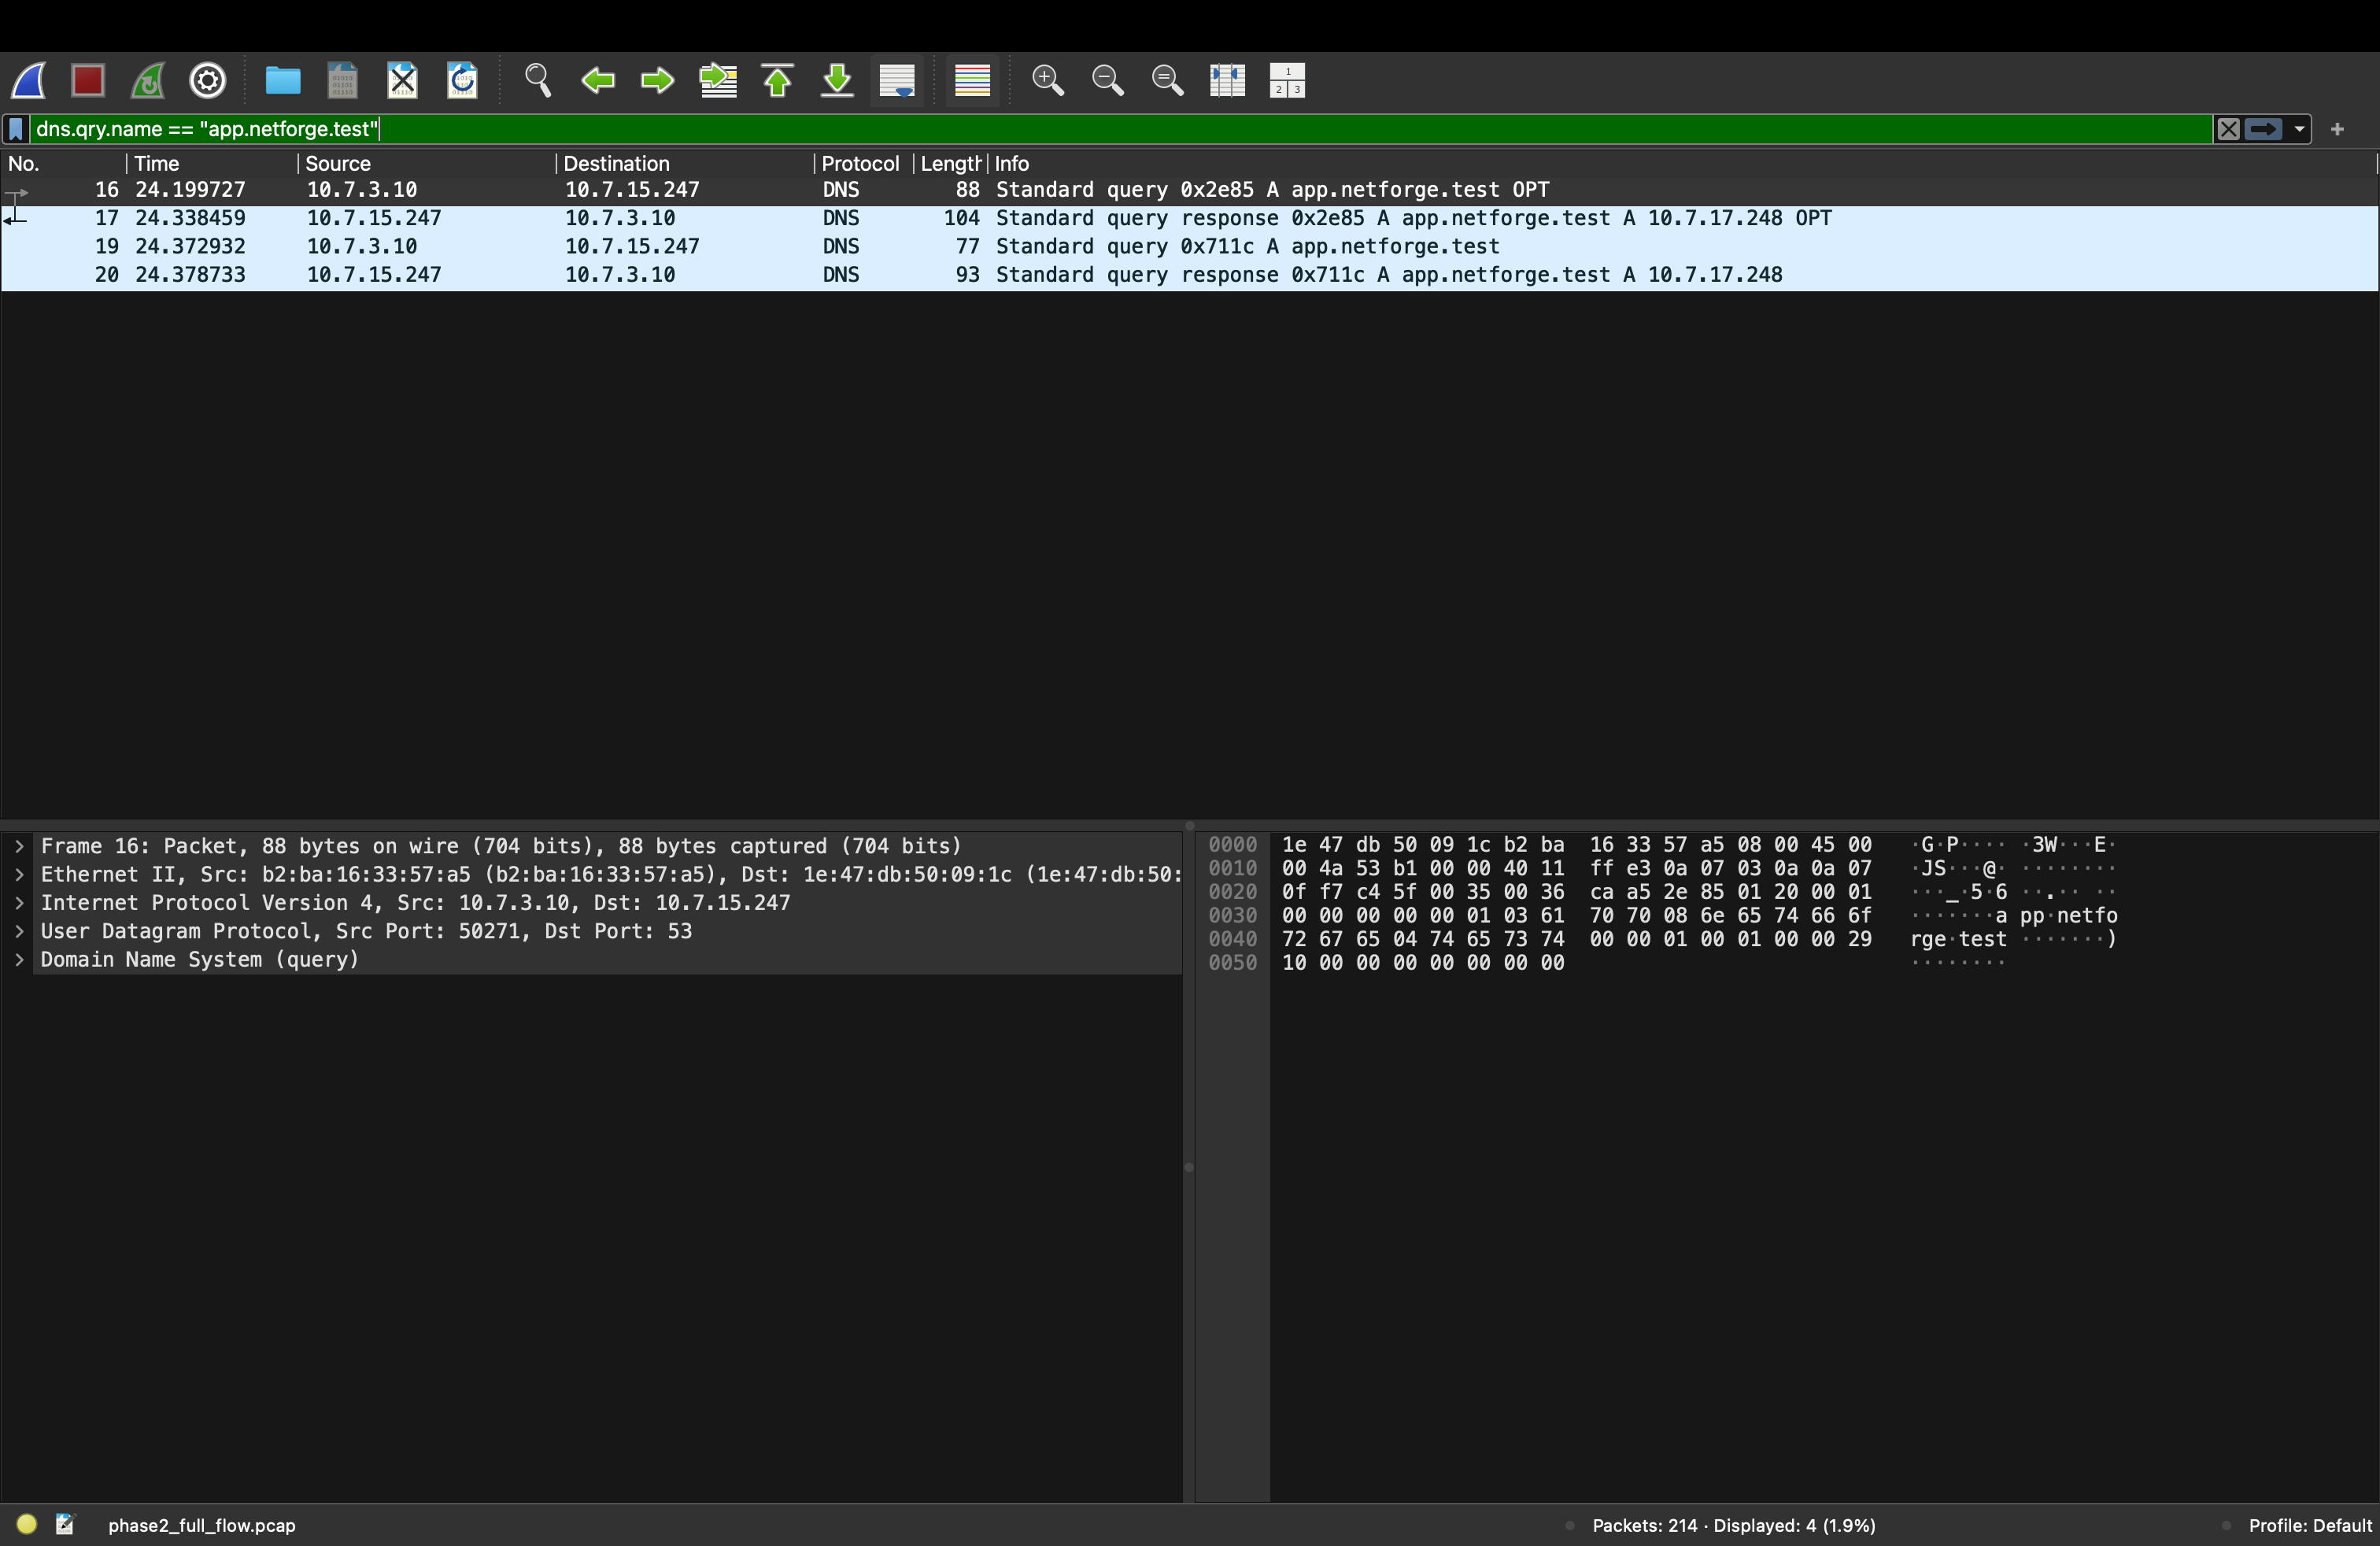 dns.qry.name == "app.netforge.test"
No. Time Source Destination Protocol Length Info
16 24.199727 10.7.3.10 10.7.15.247 DNS 88 Standard query 0x2e85 A app.netforge.test OPT
17 24.338459 10.7.15.247 10.7.3.10 DNS 104 Standard query response 0x2e85 A app.netforge.test A 10.7.17.248 OPT
19 24.372932 10.7.3.10 10.7.15.247 DNS 77 Standard query 0x711c A app.netforge.test
20 24.378733 10.7.15.247 10.7.3.10 DNS 93 Standard query response 0x711c A app.netforge.test A 10.7.17.248
Frame 16: Packet, 88 bytes on wire (704 bits), 88 bytes captured (704 bits)
Ethernet II, Src: b2:ba:16:33:57:a5 (b2:ba:16:33:57:a5), Dst: 1e:47:db:50:09:1c (1e:47:db:50:
Internet Protocol Version 4, Src: 10.7.3.10, Dst: 10.7.15.247
User Datagram Protocol, Src Port: 50271, Dst Port: 53
Domain Name System (query)
0000 1e 47 db 50 09 1c b2 ba 16 33 57 a5 08 00 45 00 ·G·P···· ·3W···E·
0010 00 4a 53 b1 00 00 40 11 ff e3 0a 07 03 0a 0a 07 ·JS···@· ········
0020 0f f7 c4 5f 00 35 00 36 ca a5 2e 85 01 20 00 01 ···_·5·6 ··.·· ··
0030 00 00 00 00 00 01 03 61 70 70 08 6e 65 74 66 6f ·······a pp·netfo
0040 72 67 65 04 74 65 73 74 00 00 01 00 01 00 00 29 rge·test ·······)
0050 10 00 00 00 00 00 00 00 ········
phase2_full_flow.pcap
Packets: 214 · Displayed: 4 (1.9%)
Profile: Default